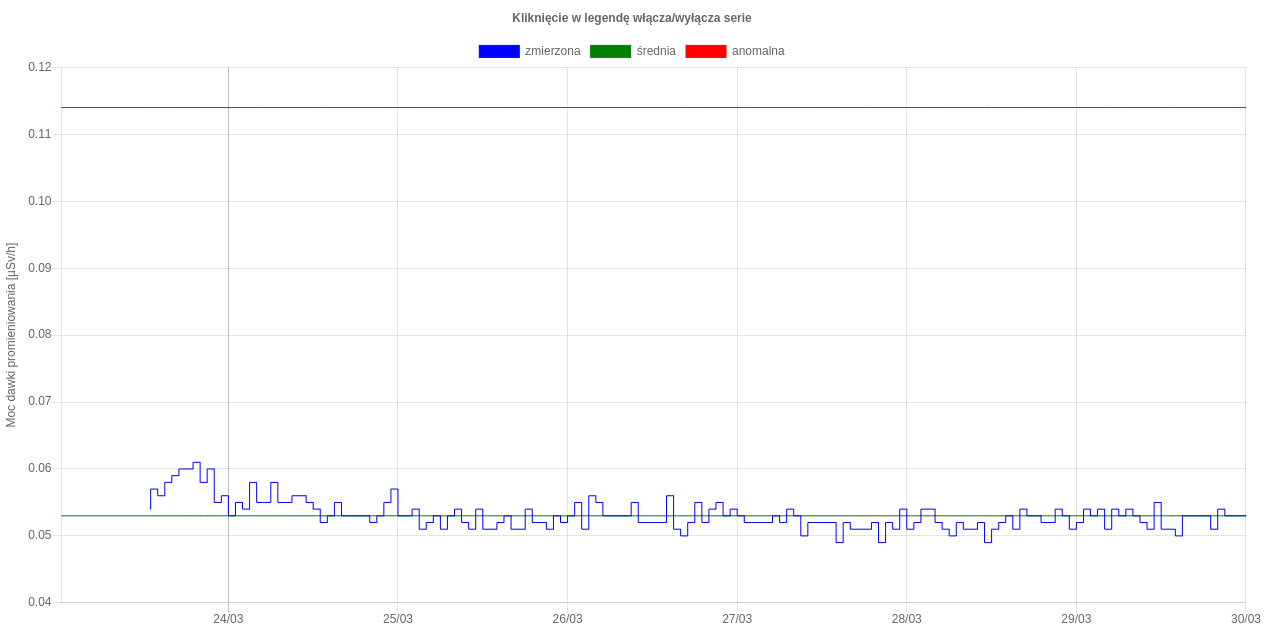 Kliknięcie w legendę włącza/wyłącza serie
zmierzona średnia anomalna
Moc dawki promieniowania [µSv/h]
0.12
0.11
0.10
0.09
0.08
0.07
0.06
0.05
0.04
24/03 25/03 26/03 27/03 28/03 29/03 30/03